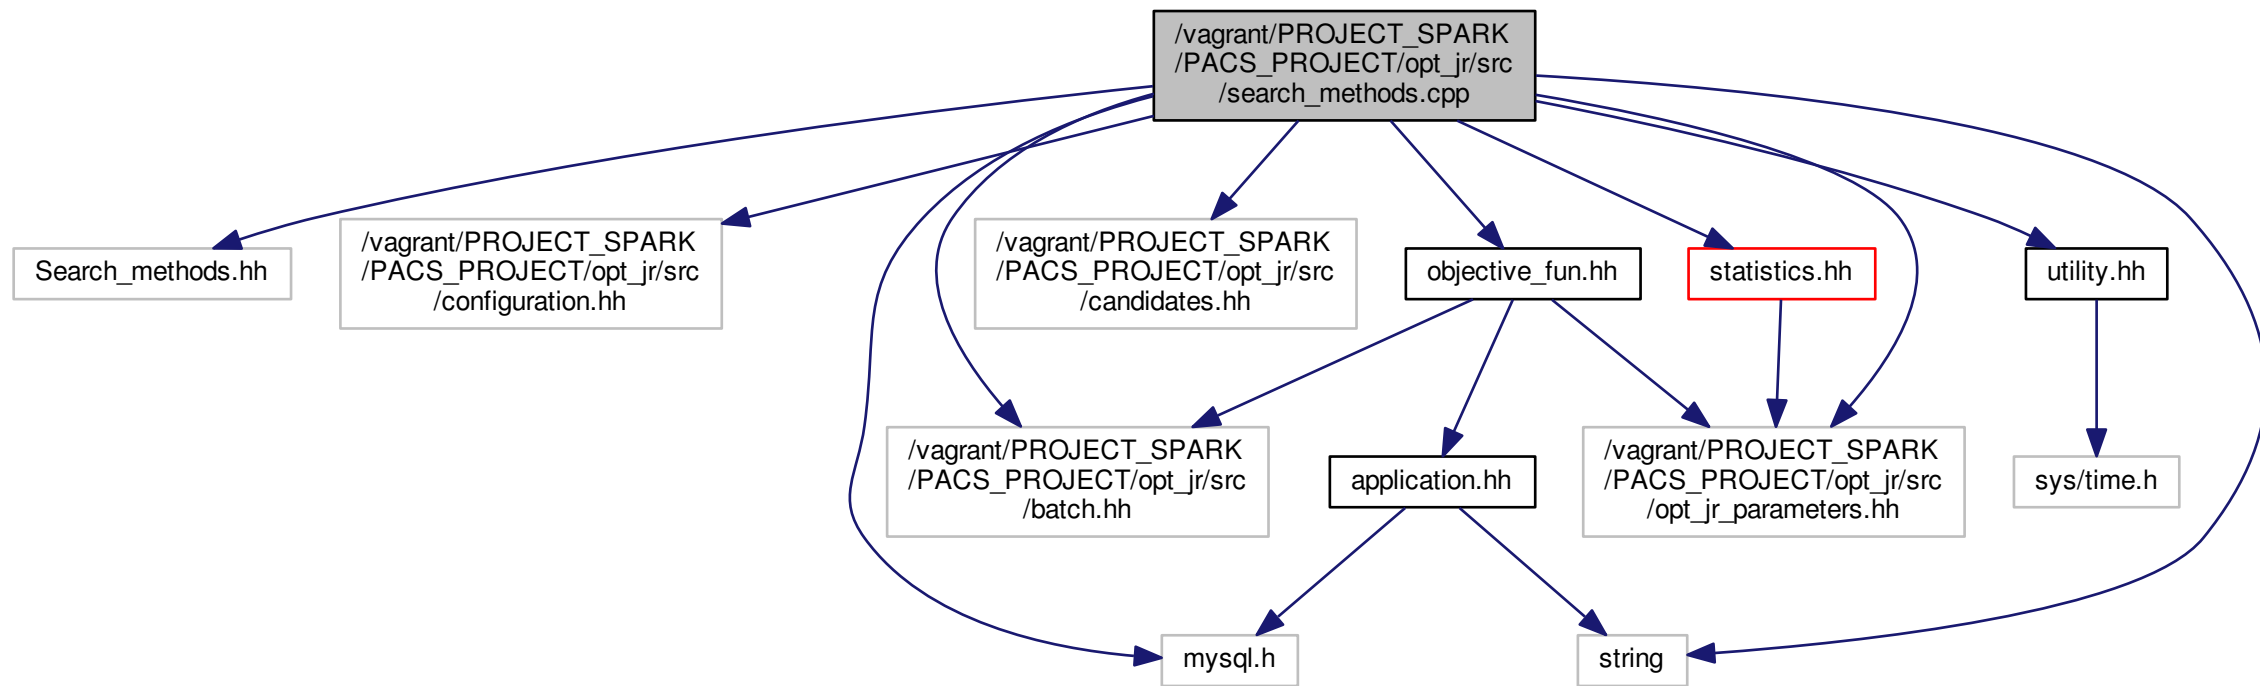 /vagrant/PROJECT_SPARK
/PACS_PROJECT/opt_jr/src
/search_methods.cpp
Search_methods.hh
/vagrant/PROJECT_SPARK
/PACS_PROJECT/opt_jr/src
/configuration.hh
/vagrant/PROJECT_SPARK
/PACS_PROJECT/opt_jr/src
/candidates.hh
objective_fun.hh
statistics.hh
utility.hh
/vagrant/PROJECT_SPARK
/PACS_PROJECT/opt_jr/src
/batch.hh
application.hh
/vagrant/PROJECT_SPARK
/PACS_PROJECT/opt_jr/src
/opt_jr_parameters.hh
sys/time.h
mysql.h
string